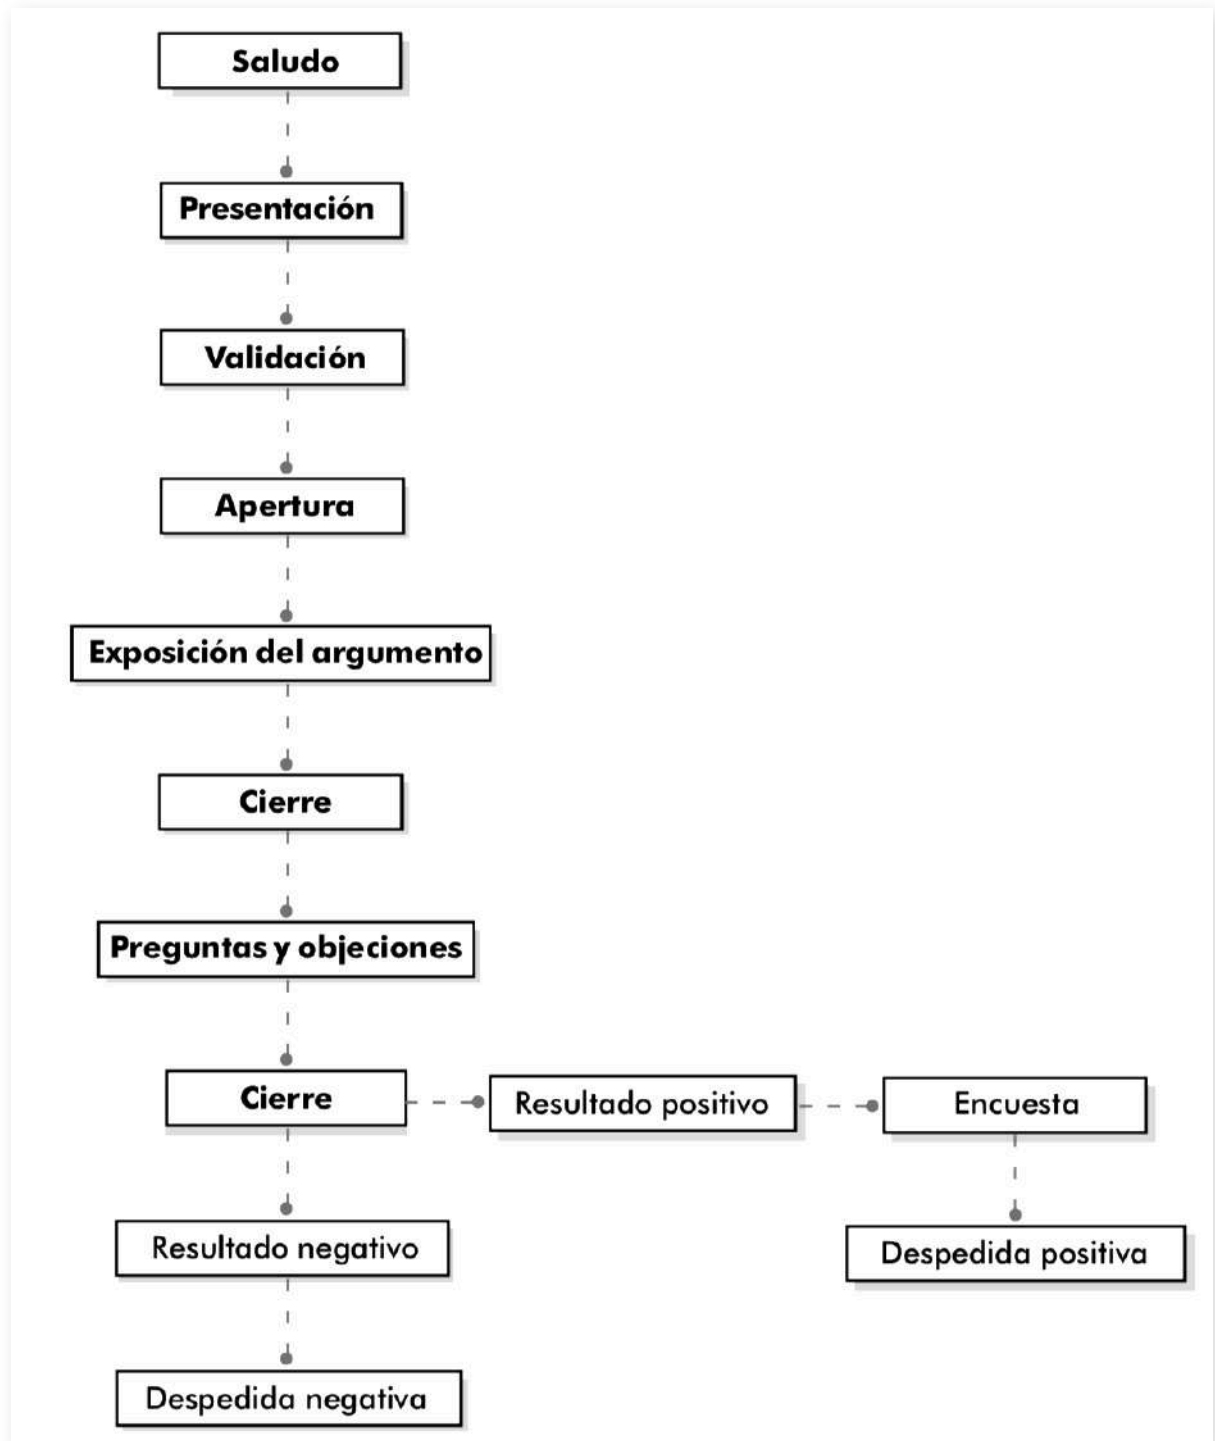 Saludo
Presentación
Validación
Apertura
Exposición del argumento
Cierre
Preguntas y objeciones
Cierre
Resultado positivo
Encuesta
Resultado negativo
Despedida positiva
Despedida negativa